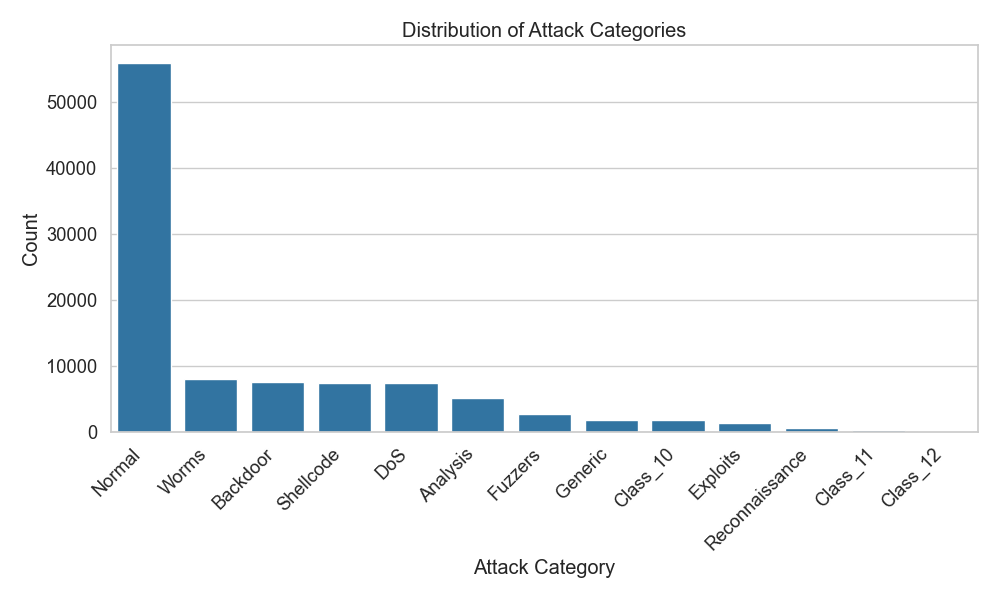 Distribution of Attack Categories
Count
50000
40000
30000
20000
10000
0
Normal
Worms
Backdoor
Shellcode
DoS
Analysis
Fuzzers
Generic
Class_10
Exploits
Reconnaissance
Class_11
Class_12
Attack Category